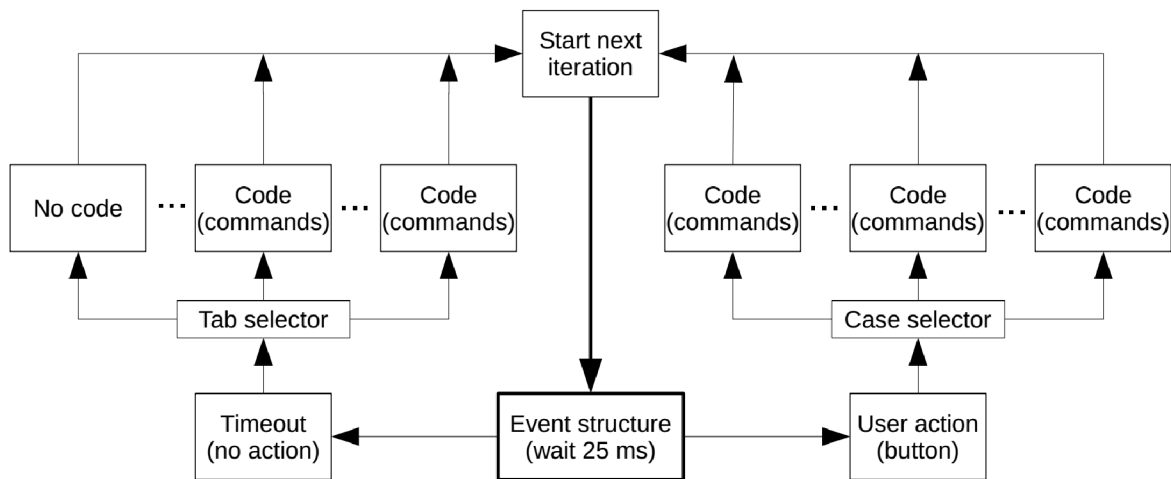 Start next
iteration
No code
...
Code
(commands)
...
Code
(commands)
Code
(commands)
...
Code
(commands)
...
Code
(commands)
Tab selector
Case selector
Timeout
(no action)
Event structure
(wait 25 ms)
User action
(button)